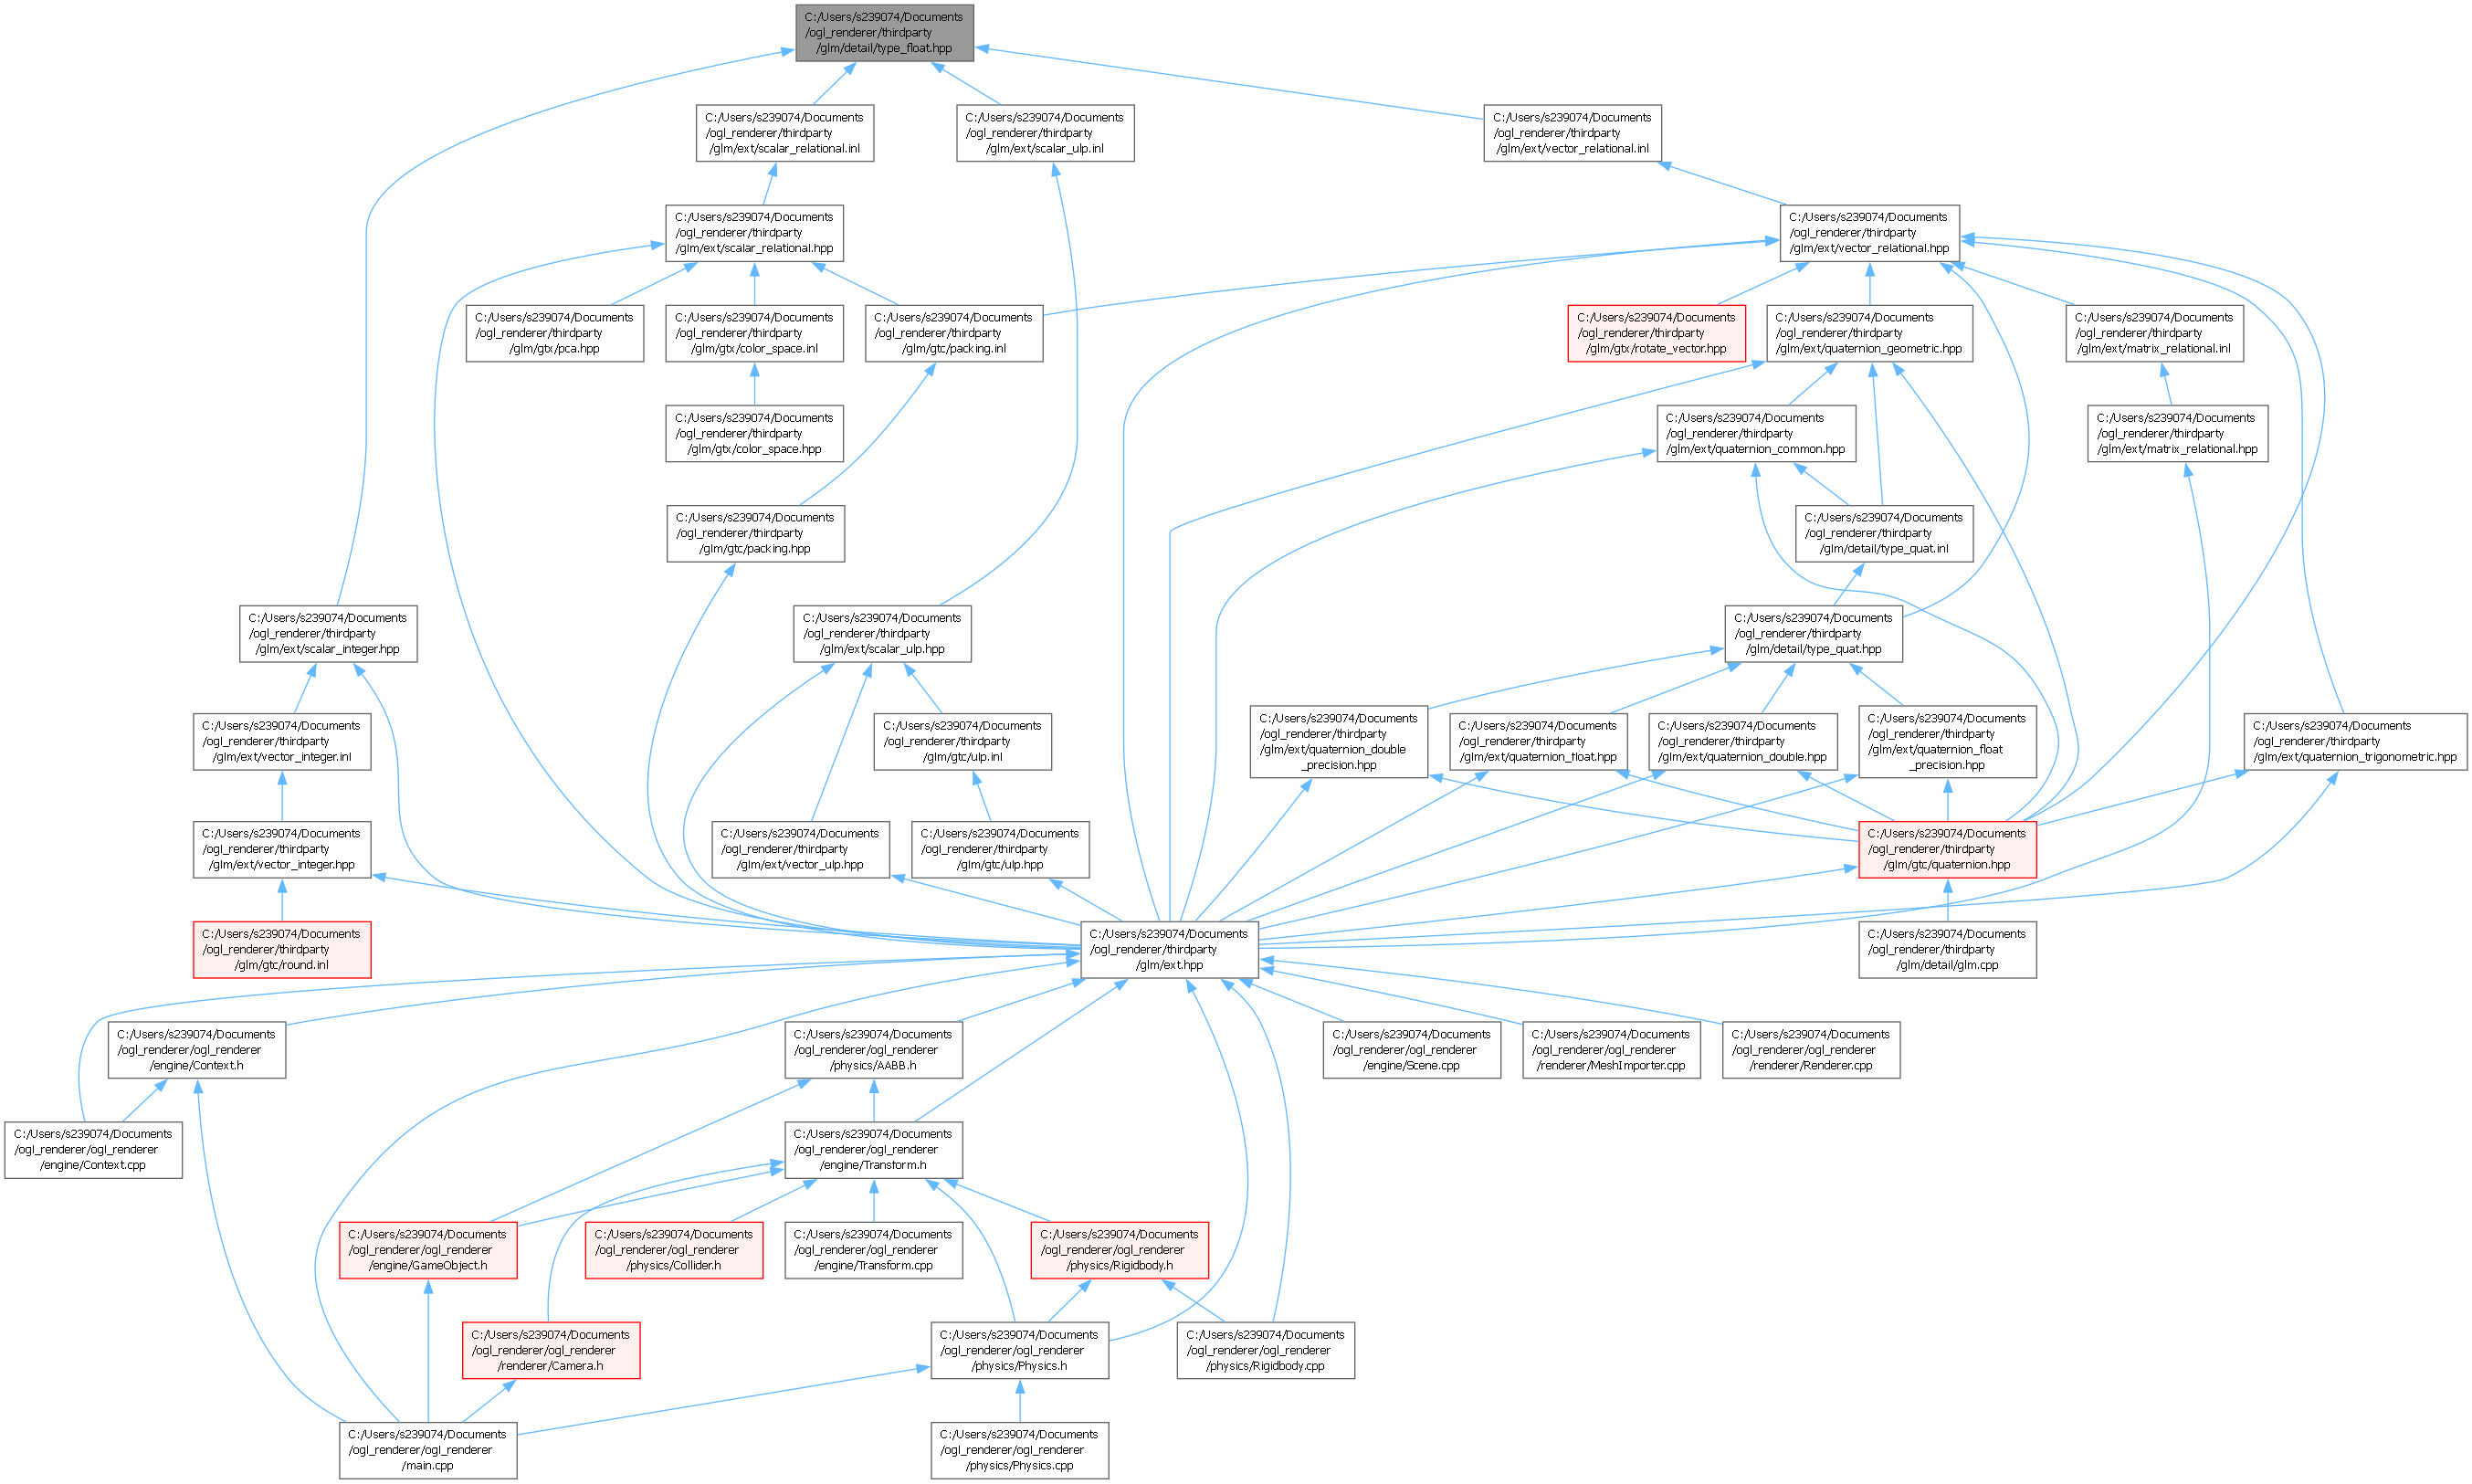 C:/Users/s239074/Documents
/ogl_renderer/thirdparty
/glm/detail/type_float.hpp
C:/Users/s239074/Documents
/ogl_renderer/thirdparty
/glm/ext/scalar_relational.inl
C:/Users/s239074/Documents
/ogl_renderer/thirdparty
/glm/ext/scalar_ulp.inl
C:/Users/s239074/Documents
/ogl_renderer/thirdparty
/glm/ext/vector_relational.inl
C:/Users/s239074/Documents
/ogl_renderer/thirdparty
/glm/ext/scalar_relational.hpp
C:/Users/s239074/Documents
/ogl_renderer/thirdparty
/glm/ext/vector_relational.hpp
C:/Users/s239074/Documents
/ogl_renderer/thirdparty
/glm/gtx/pca.hpp
C:/Users/s239074/Documents
/ogl_renderer/thirdparty
/glm/gtx/color_space.inl
C:/Users/s239074/Documents
/ogl_renderer/thirdparty
/glm/gtc/packing.inl
C:/Users/s239074/Documents
/ogl_renderer/thirdparty
/glm/gtx/rotate_vector.hpp
C:/Users/s239074/Documents
/ogl_renderer/thirdparty
/glm/ext/quaternion_geometric.hpp
C:/Users/s239074/Documents
/ogl_renderer/thirdparty
/glm/ext/matrix_relational.inl
C:/Users/s239074/Documents
/ogl_renderer/thirdparty
/glm/gtx/color_space.hpp
C:/Users/s239074/Documents
/ogl_renderer/thirdparty
/glm/ext/quaternion_common.hpp
C:/Users/s239074/Documents
/ogl_renderer/thirdparty
/glm/ext/matrix_relational.hpp
C:/Users/s239074/Documents
/ogl_renderer/thirdparty
/glm/gtc/packing.hpp
C:/Users/s239074/Documents
/ogl_renderer/thirdparty
/glm/detail/type_quat.inl
C:/Users/s239074/Documents
/ogl_renderer/thirdparty
/glm/ext/scalar_integer.hpp
C:/Users/s239074/Documents
/ogl_renderer/thirdparty
/glm/ext/scalar_ulp.hpp
C:/Users/s239074/Documents
/ogl_renderer/thirdparty
/glm/detail/type_quat.hpp
C:/Users/s239074/Documents
/ogl_renderer/thirdparty
/glm/ext/vector_integer.inl
C:/Users/s239074/Documents
/ogl_renderer/thirdparty
/glm/gtc/ulp.inl
C:/Users/s239074/Documents
/ogl_renderer/thirdparty
/glm/ext/quaternion_double
_precision.hpp
C:/Users/s239074/Documents
/ogl_renderer/thirdparty
/glm/ext/quaternion_float.hpp
C:/Users/s239074/Documents
/ogl_renderer/thirdparty
/glm/ext/quaternion_double.hpp
C:/Users/s239074/Documents
/ogl_renderer/thirdparty
/glm/ext/quaternion_float
_precision.hpp
C:/Users/s239074/Documents
/ogl_renderer/thirdparty
/glm/ext/quaternion_trigonometric.hpp
C:/Users/s239074/Documents
/ogl_renderer/thirdparty
/glm/ext/vector_integer.hpp
C:/Users/s239074/Documents
/ogl_renderer/thirdparty
/glm/ext/vector_ulp.hpp
C:/Users/s239074/Documents
/ogl_renderer/thirdparty
/glm/gtc/ulp.hpp
C:/Users/s239074/Documents
/ogl_renderer/thirdparty
/glm/gtc/quaternion.hpp
C:/Users/s239074/Documents
/ogl_renderer/thirdparty
/glm/gtc/round.inl
C:/Users/s239074/Documents
/ogl_renderer/thirdparty
/glm/ext.hpp
C:/Users/s239074/Documents
/ogl_renderer/thirdparty
/glm/detail/glm.cpp
C:/Users/s239074/Documents
/ogl_renderer/ogl_renderer
/engine/Context.h
C:/Users/s239074/Documents
/ogl_renderer/ogl_renderer
/physics/AABB.h
C:/Users/s239074/Documents
/ogl_renderer/ogl_renderer
/engine/Scene.cpp
C:/Users/s239074/Documents
/ogl_renderer/ogl_renderer
/renderer/MeshImporter.cpp
C:/Users/s239074/Documents
/ogl_renderer/ogl_renderer
/renderer/Renderer.cpp
C:/Users/s239074/Documents
/ogl_renderer/ogl_renderer
/engine/Context.cpp
C:/Users/s239074/Documents
/ogl_renderer/ogl_renderer
/engine/Transform.h
C:/Users/s239074/Documents
/ogl_renderer/ogl_renderer
/engine/GameObject.h
C:/Users/s239074/Documents
/ogl_renderer/ogl_renderer
/physics/Collider.h
C:/Users/s239074/Documents
/ogl_renderer/ogl_renderer
/engine/Transform.cpp
C:/Users/s239074/Documents
/ogl_renderer/ogl_renderer
/physics/Rigidbody.h
C:/Users/s239074/Documents
/ogl_renderer/ogl_renderer
/renderer/Camera.h
C:/Users/s239074/Documents
/ogl_renderer/ogl_renderer
/physics/Physics.h
C:/Users/s239074/Documents
/ogl_renderer/ogl_renderer
/physics/Rigidbody.cpp
C:/Users/s239074/Documents
/ogl_renderer/ogl_renderer
/main.cpp
C:/Users/s239074/Documents
/ogl_renderer/ogl_renderer
/physics/Physics.cpp